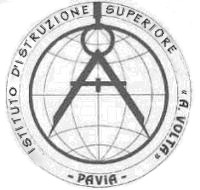 ISTITUTO D'ISTRUZIONE SUPERIORE « A. VOLTA»
- PAVIA -